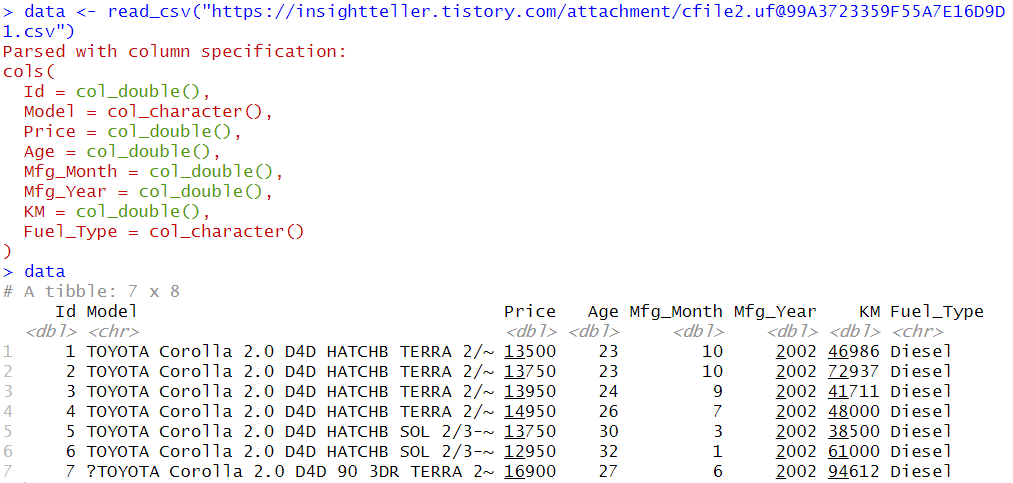 > data <- read_csv("https://insightteller.tistory.com/attachment/cfile2.uf@99A3723359F55A7E16D9D
1.csv")
Parsed with column specification:
cols(
  Id = col_double(),
  Model = col_character(),
  Price = col_double(),
  Age = col_double(),
  Mfg_Month = col_double(),
  Mfg_Year = col_double(),
  KM = col_double(),
  Fuel_Type = col_character()
)
> data
# A tibble: 7 x 8
     Id Model                                  Price   Age Mfg_Month Mfg_Year    KM Fuel_Type
  <dbl> <chr>                                  <dbl> <dbl>     <dbl>    <dbl> <dbl> <chr>
1     1 TOYOTA Corolla 2.0 D4D HATCHB TERRA 2/~ 13500    23        10     2002 46986 Diesel
2     2 TOYOTA Corolla 2.0 D4D HATCHB TERRA 2/~ 13750    23        10     2002 72937 Diesel
3     3 TOYOTA Corolla 2.0 D4D HATCHB TERRA 2/~ 13950    24         9     2002 41711 Diesel
4     4 TOYOTA Corolla 2.0 D4D HATCHB TERRA 2/~ 14950    26         7     2002 48000 Diesel
5     5 TOYOTA Corolla 2.0 D4D HATCHB SOL 2/3-~ 13750    30         3     2002 38500 Diesel
6     6 TOYOTA Corolla 2.0 D4D HATCHB SOL 2/3-~ 12950    32         1     2002 61000 Diesel
7     7 ?TOYOTA Corolla 2.0 D4D 90 3DR TERRA 2~ 16900    27         6     2002 94612 Diesel